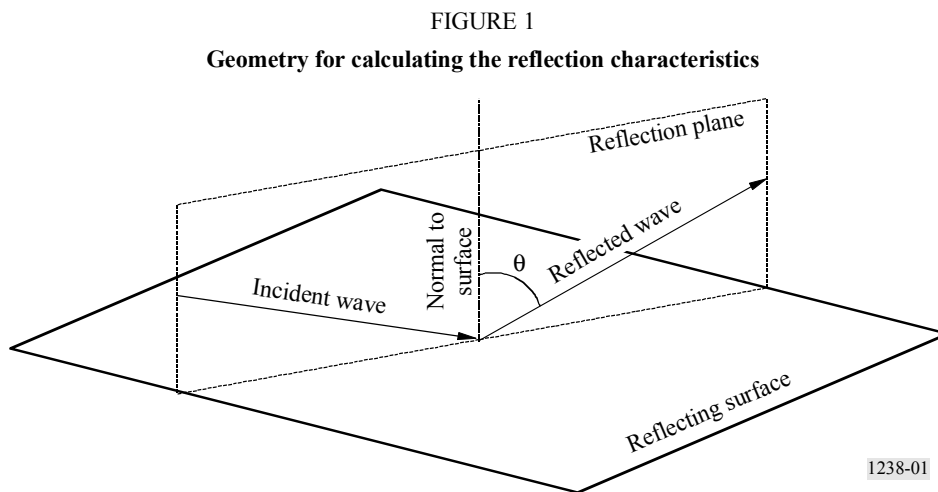 FIGURE 1
Geometry for calculating the reflection characteristics
Reflection plane
Normal to
surface
θ
Reflected wave
Incident wave
Reflecting surface
1238-01